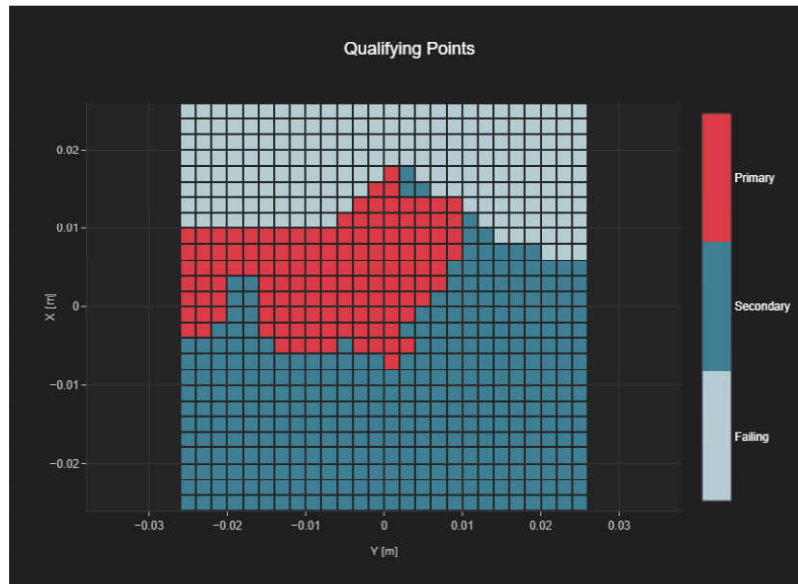 Qualifying Points
0.02
0.01
0
−0.01
−0.02
X [m]
−0.03
−0.02
−0.01
0
0.01
0.02
0.03
Y [m]
Primary
Secondary
Failing